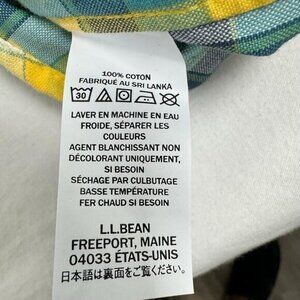 100% COTON
FABRIQUÉ AU SRI LANKA
30
LAVER EN MACHINE EN EAU
FROIDE, SÉPARER LES
COULEURS
AGENT BLANCHISSANT NON
DÉCOLORANT UNIQUEMENT,
SI BESOIN
SÉCHAGE PAR CULBUTAGE
BASSE TEMPÉRATURE
FER CHAUD SI BESOIN
L.L.BEAN
FREEPORT, MAINE
04033 ÉTATS-UNIS
日本語は裏面をご覧ください。